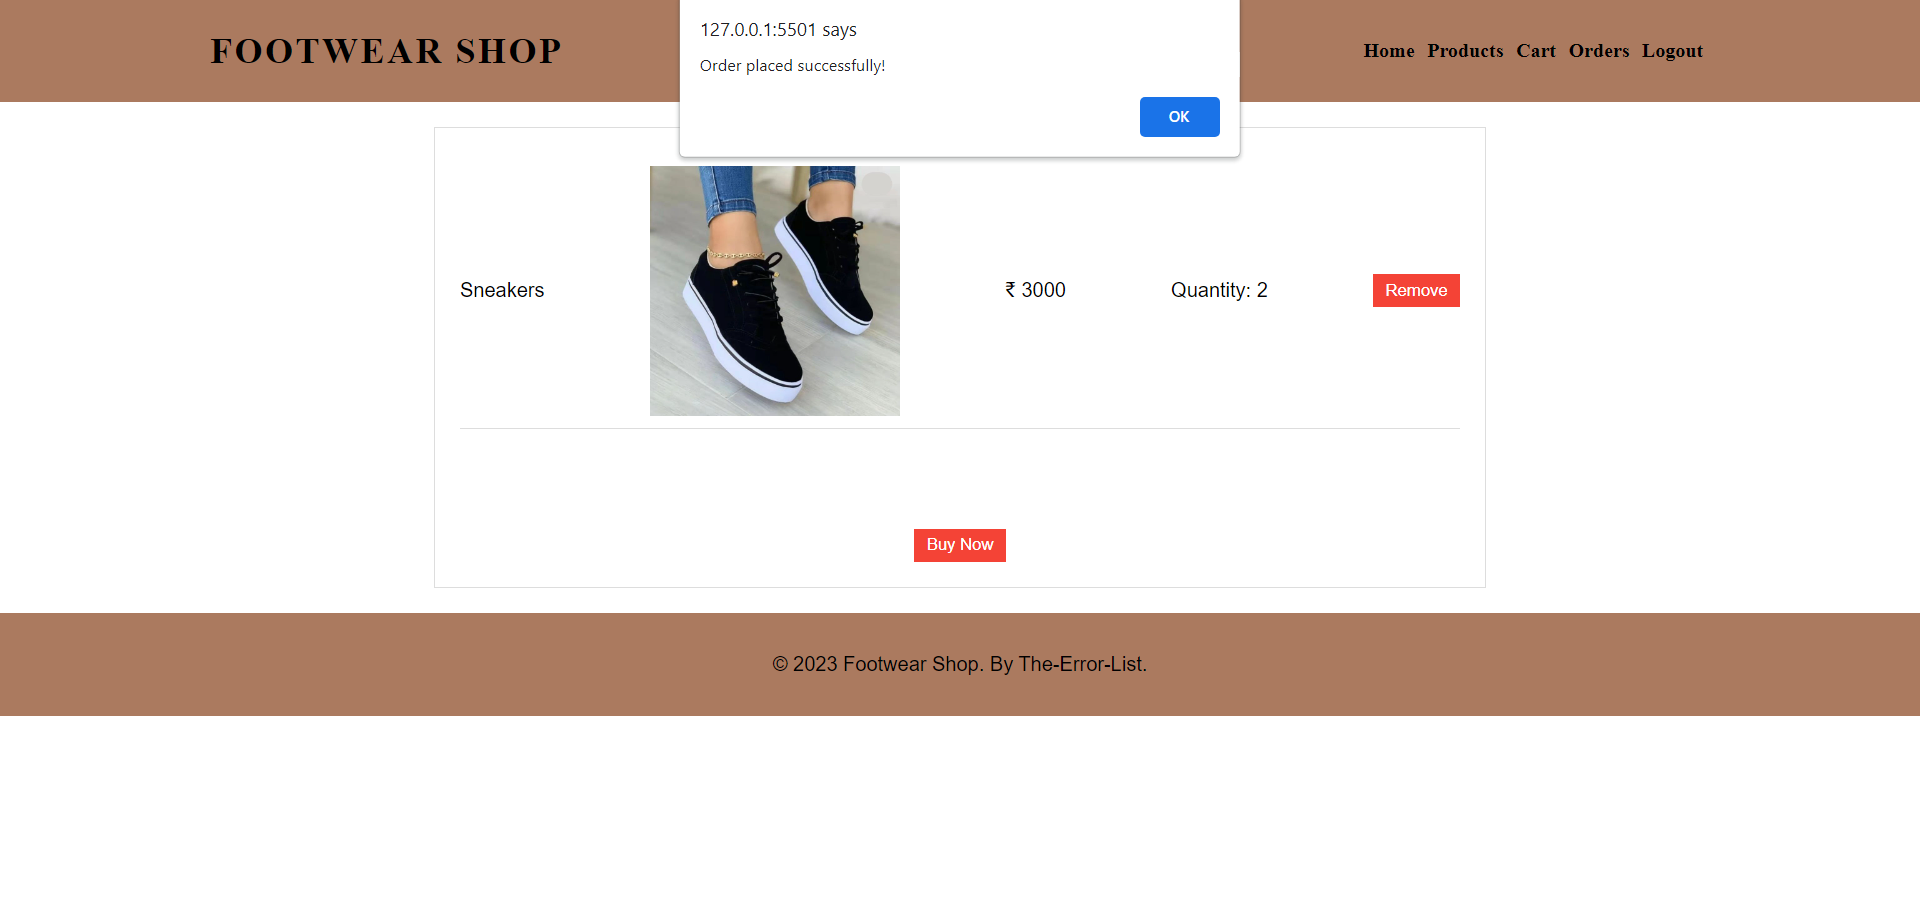 FOOTWEAR SHOP
127.0.0.1:5501 says
Order placed successfully!
OK
Home Products Cart Orders Logout
Sneakers
₹ 3000
Quantity: 2
Remove
Buy Now
© 2023 Footwear Shop. By The-Error-List.